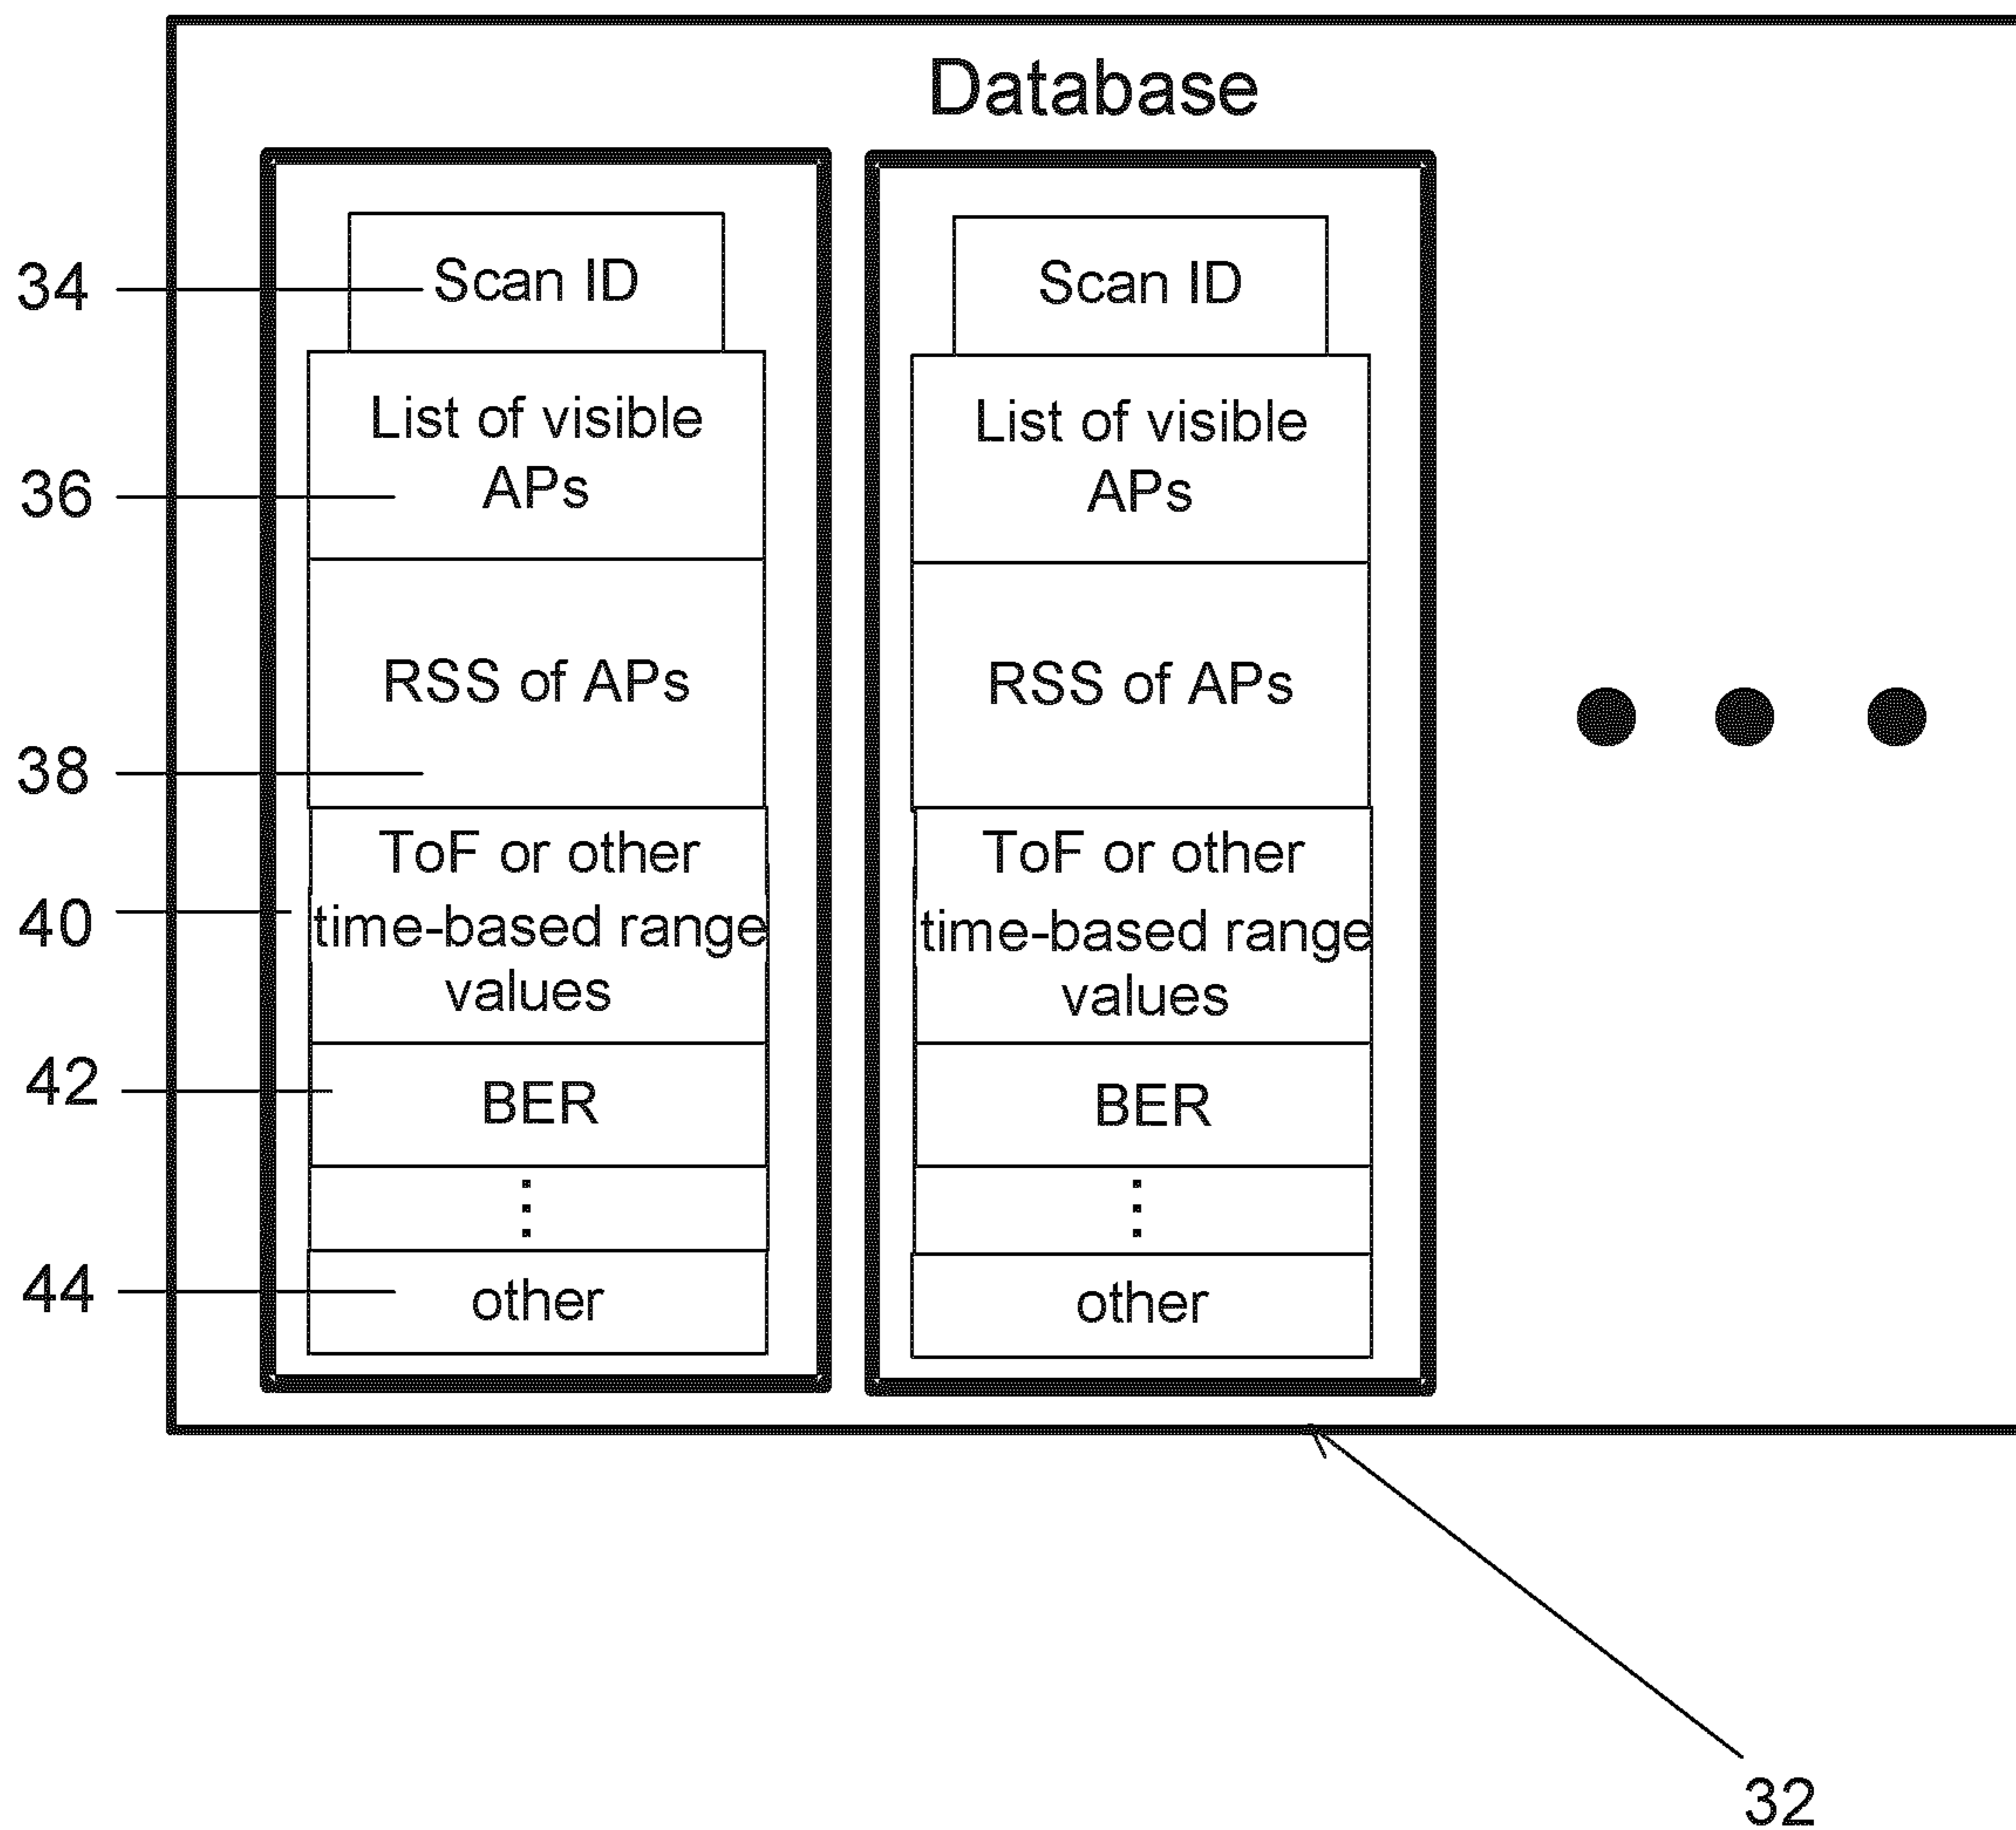 Database
34
Scan ID
36
List of visible
APs
38
RSS of APs
40
ToF or other
time-based range
values
42
BER
44
other
Scan ID
List of visible
APs
RSS of APs
ToF or other
time-based range
values
BER
other
32